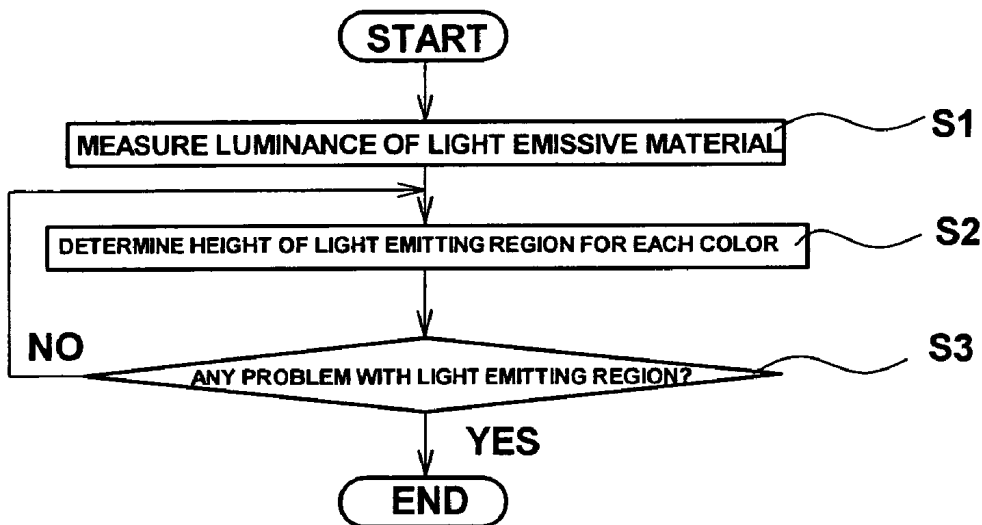 START
MEASURE LUMINANCE OF LIGHT EMISSIVE MATERIAL
S1
DETERMINE HEIGHT OF LIGHT EMITTING REGION FOR EACH COLOR
S2
NO
ANY PROBLEM WITH LIGHT EMITTING REGION?
S3
YES
END